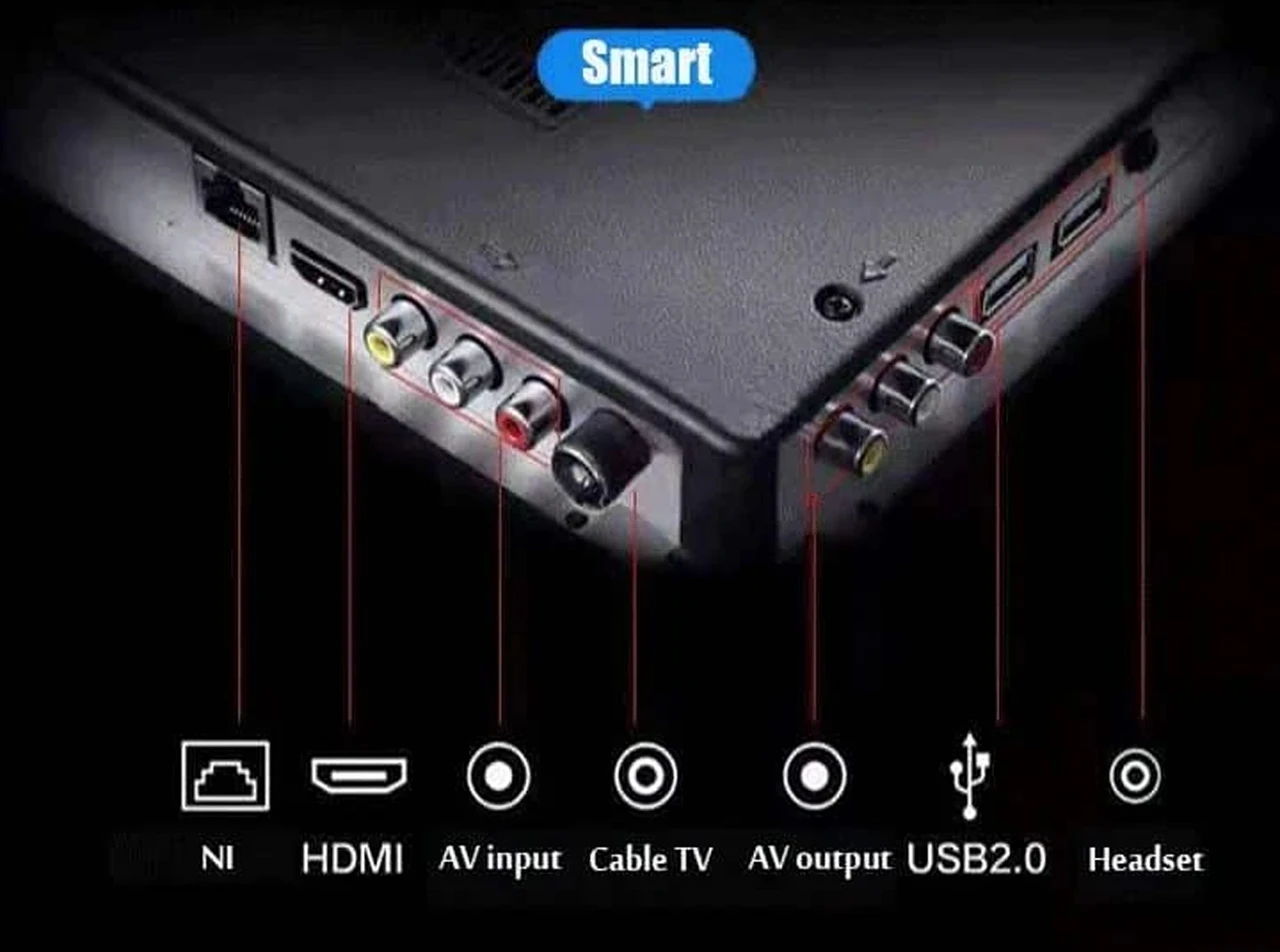 Smart
NI
HDMI
AV input
Cable TV
AV output
USB2.0
Headset